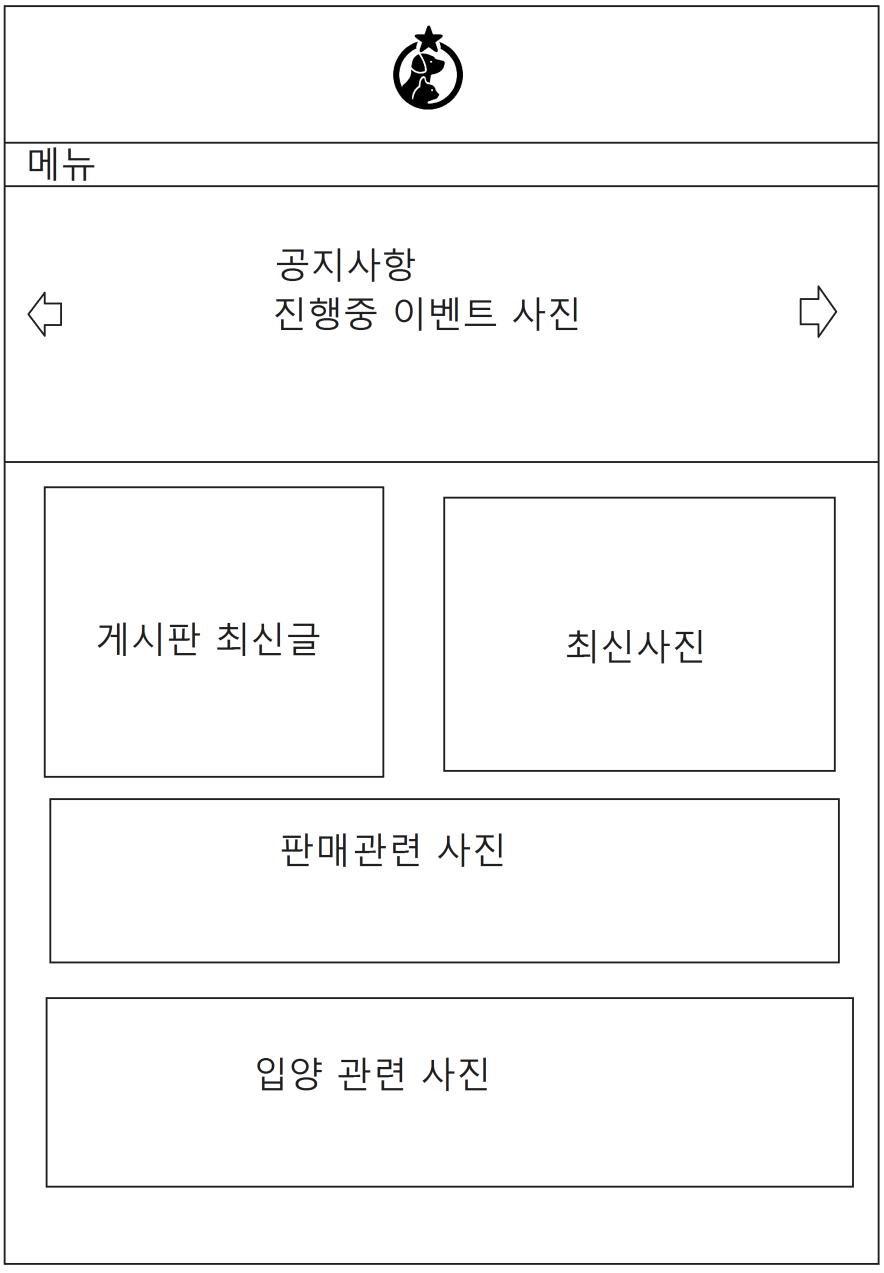 메뉴
공지사항
진행중 이벤트 사진
게시판 최신글
최신사진
판매관련 사진
입양 관련 사진